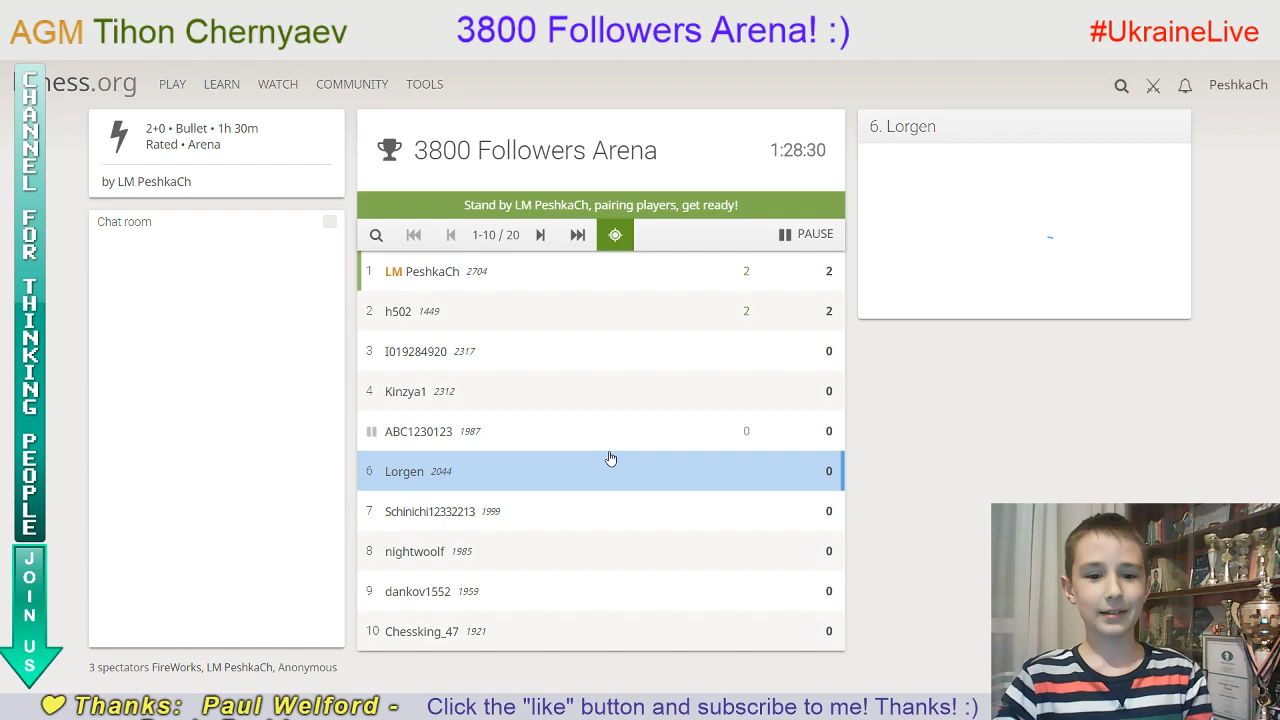 AGM Tihon Chernyaev
3800 Followers Arena! :)
#UkraineLive
CHANNEL FOR THINKING PEOPLE
JOIN US
hess.org
PLAY
LEARN
WATCH
COMMUNITY
TOOLS
PeshkaCh
2+0 • Bullet • 1h 30m
Rated • Arena
by LM PeshkaCh
Chat room
3 spectators FireWorks, LM PeshkaCh, Anonymous
3800 Followers Arena
1:28:30
Stand by LM PeshkaCh, pairing players, get ready!
1-10 / 20
PAUSE
1 LM PeshkaCh 2704 2 2
2 h502 1449 2 2
3 I019284920 2317 0
4 Kinzya1 2312 0
ABC1230123 1987 0 0
6 Lorgen 2044 0
7 Schinichi12332213 1999 0
8 nightwoolf 1985 0
9 dankov1552 1959 0
10 Chessking_47 1921 0
6. Lorgen
Thanks: Paul Welford -
Click the "like" button and subscribe to me! Thanks! :)